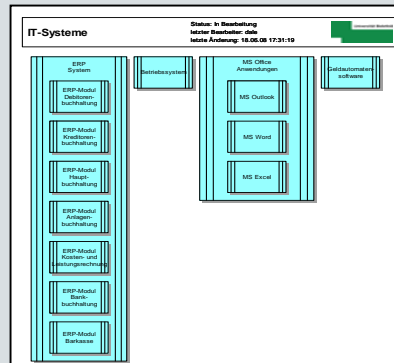 IT-Systeme
Status: In Bearbeitung
letzter Bearbeiter: dale
letzte Änderung: 18.08.08 17:31:19
ERP
System
ERP-Modul
Debitoren-
buchhaltung
ERP-Modul
Kreditoren-
buchhaltung
ERP-Modul
Haupt-
buchhaltung
ERP-Modul
Anlagen-
buchhaltung
ERP-Modul
Kosten- und
Leistungsrechnung
ERP-Modul
Bank-
buchhaltung
ERP-Modul
Barkasse
Betriebssystem
MS Office
Anwendungen
MS Outlook
MS Word
MS Excel
Geldautomaten-
software